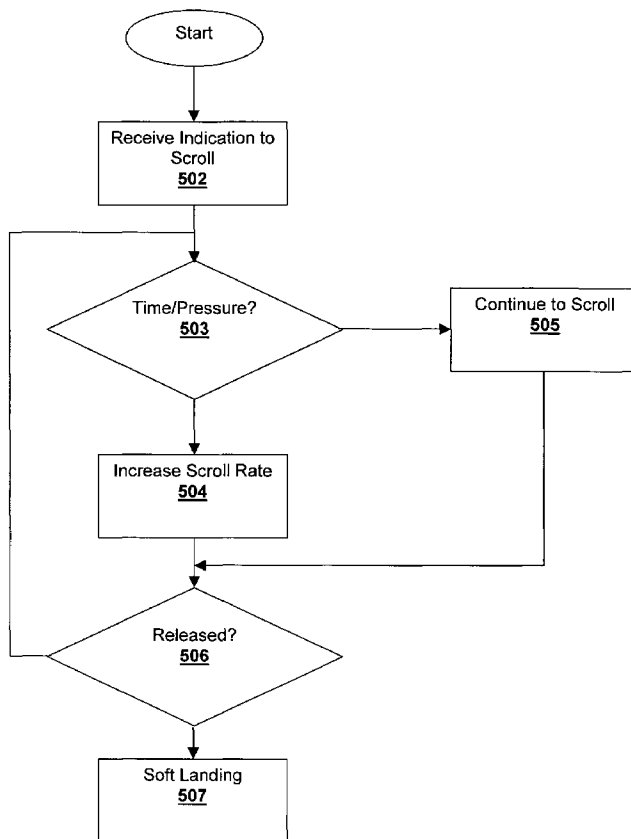 Start
Receive Indication to
Scroll
502
Time/Pressure?
503
Continue to Scroll
505
Increase Scroll Rate
504
Released?
506
Soft Landing
507